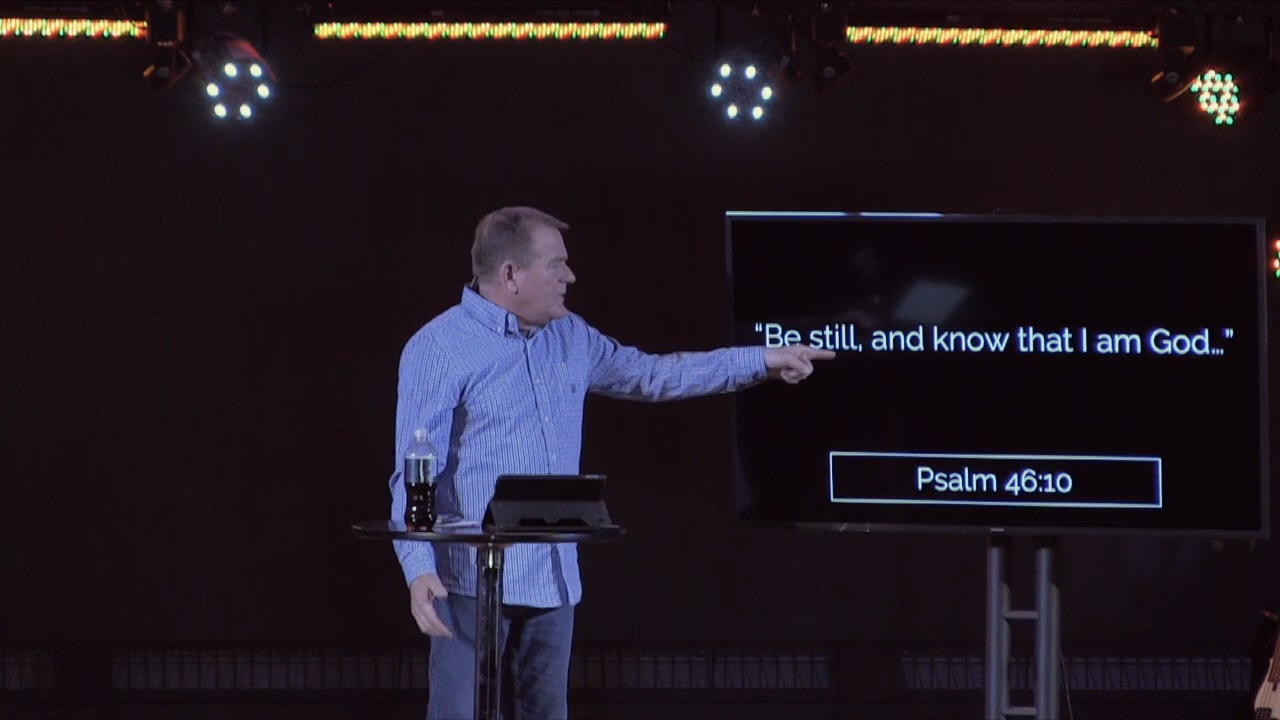 “Be still, and know that I am God...”
Psalm 46:10